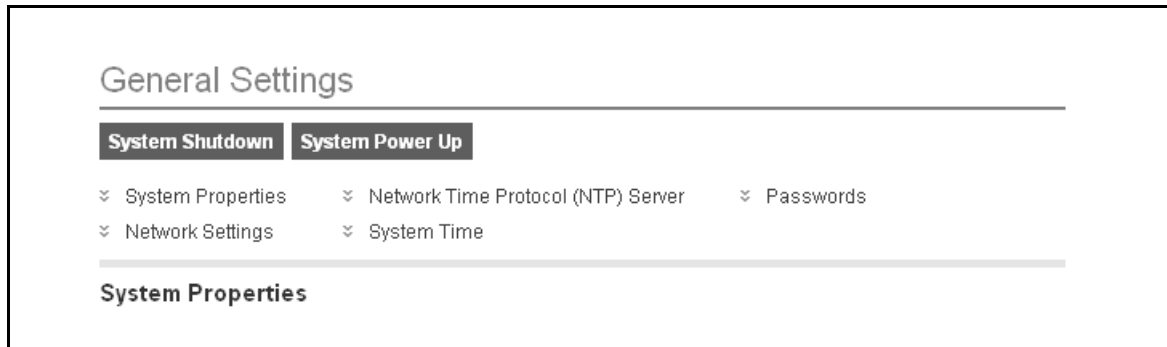 General Settings
System Shutdown System Power Up
System Properties Network Time Protocol (NTP) Server Passwords
Network Settings System Time
System Properties